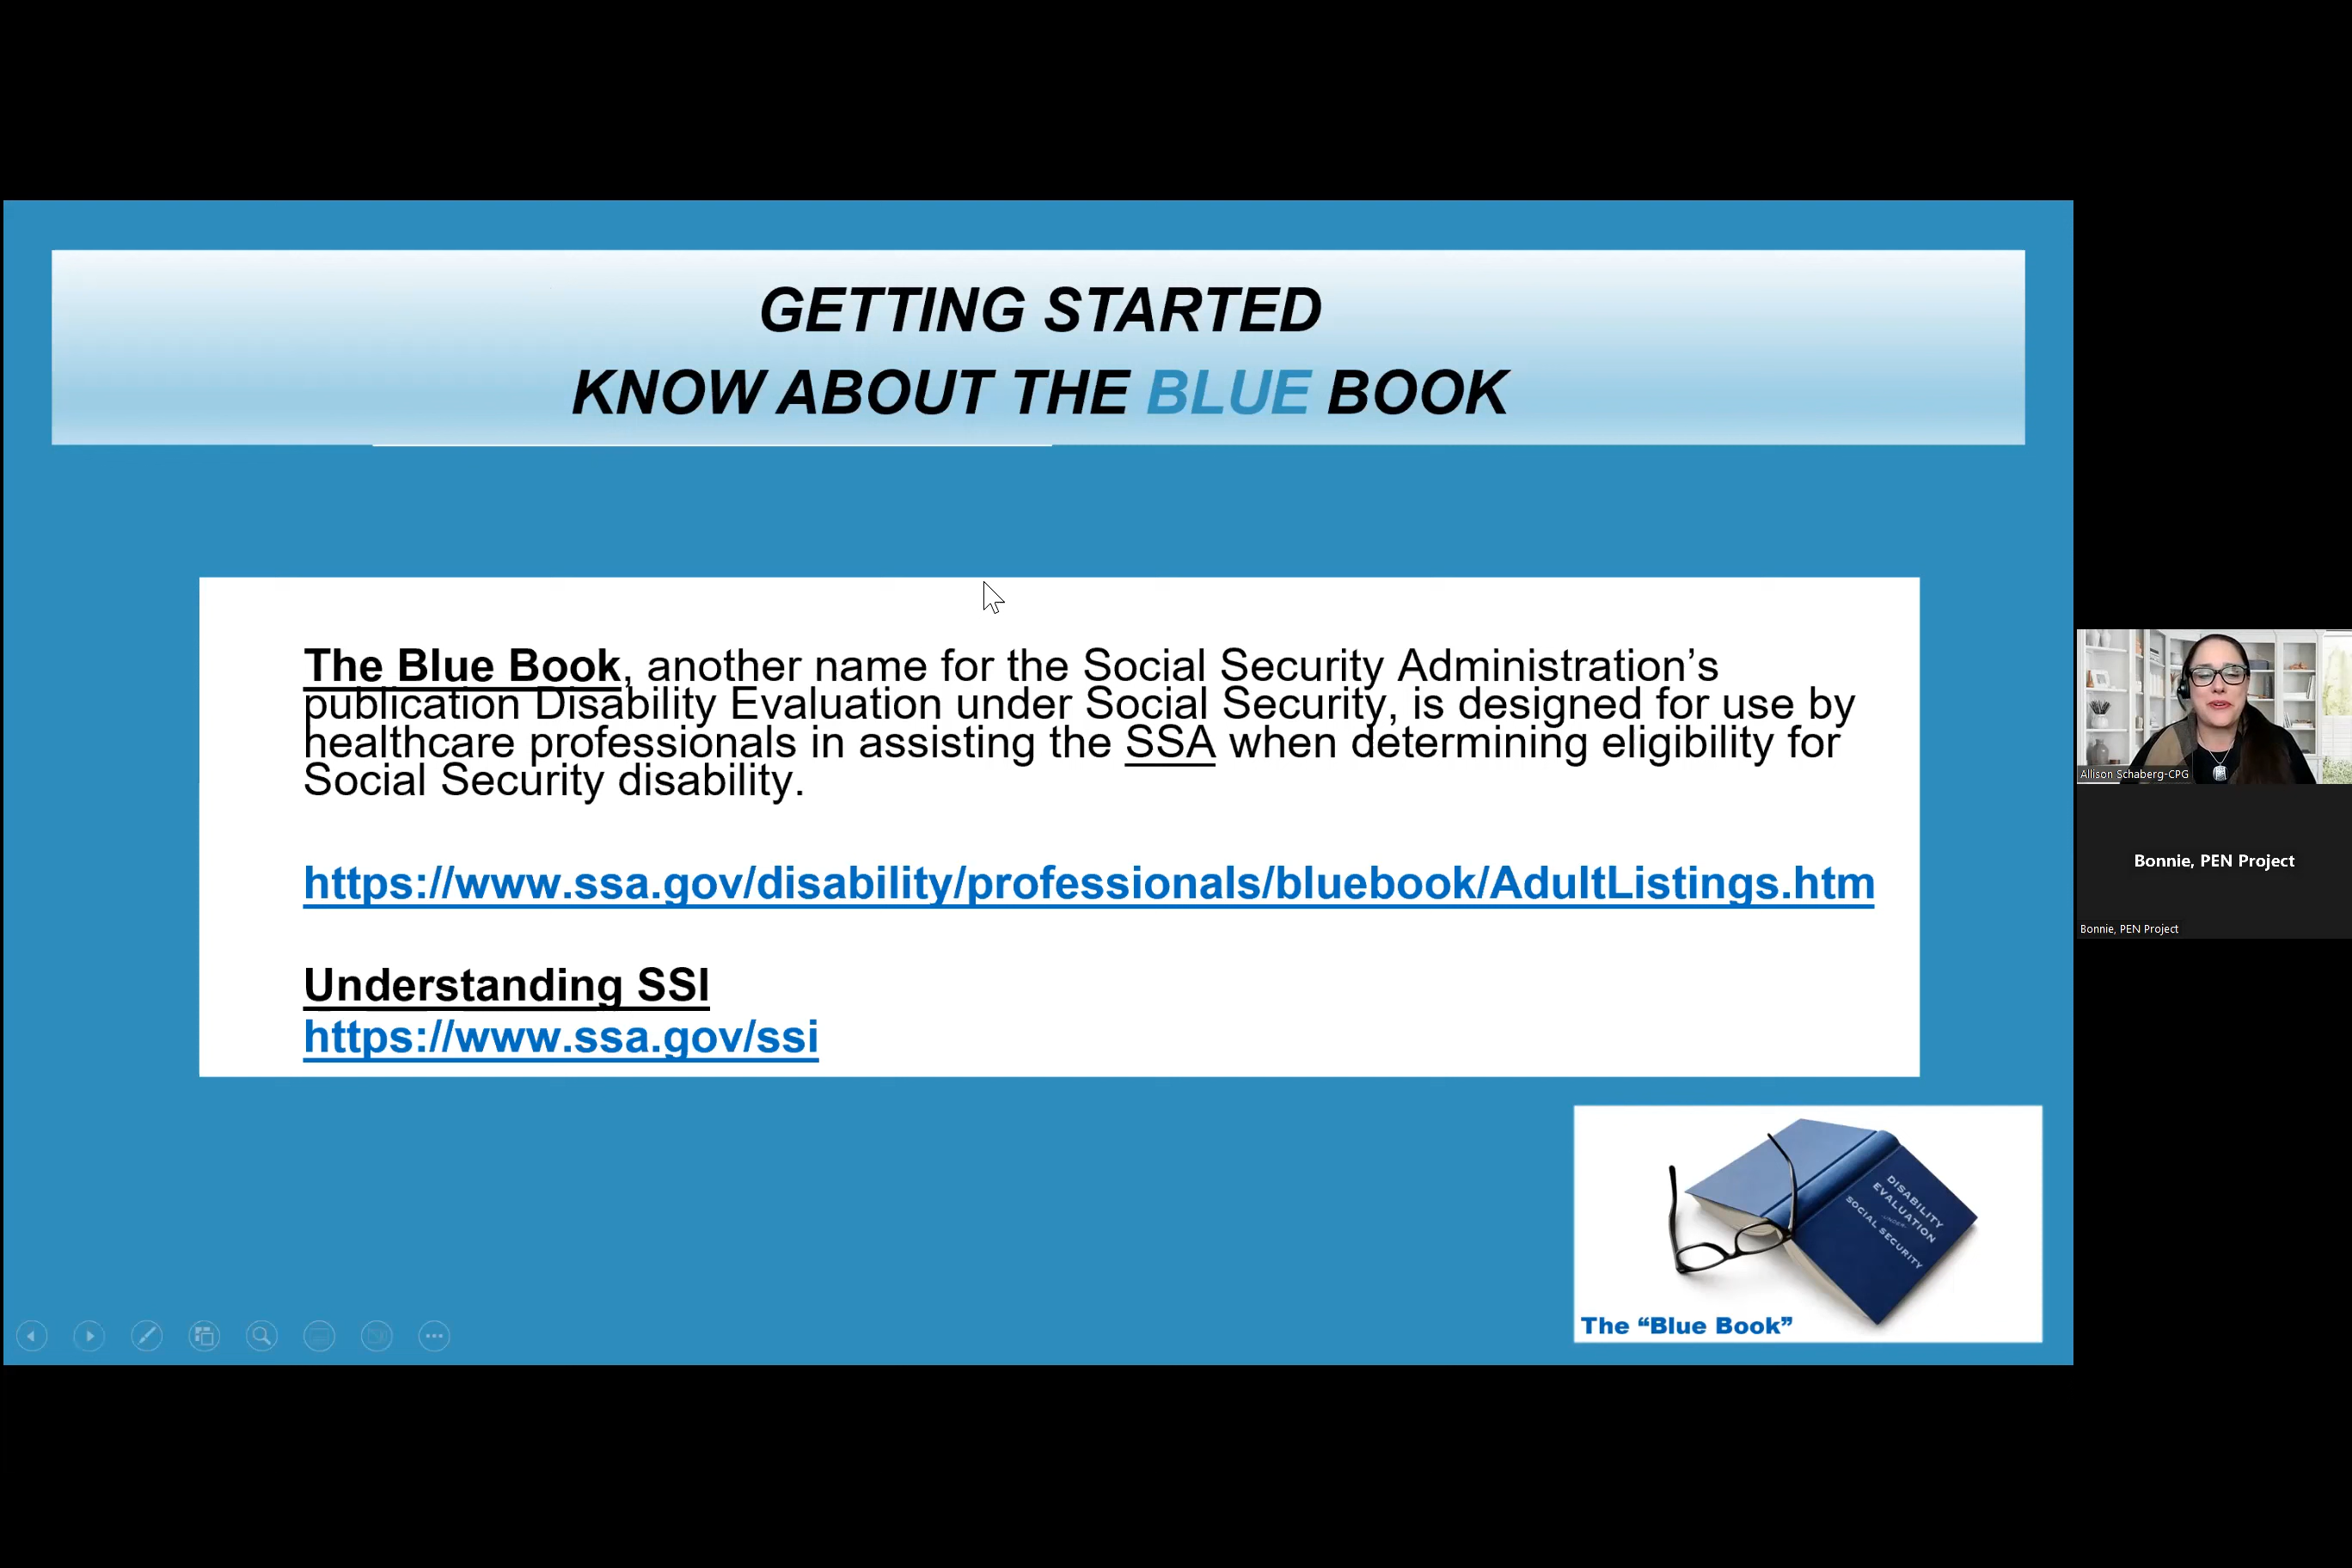 GETTING STARTED
KNOW ABOUT THE BLUE BOOK
The Blue Book, another name for the Social Security Administration’s
publication Disability Evaluation under Social Security, is designed for use by
healthcare professionals in assisting the SSA when determining eligibility for
Social Security disability.
https://www.ssa.gov/disability/professionals/bluebook/AdultListings.htm
Understanding SSI
https://www.ssa.gov/ssi
DISABILITY
EVALUATION
UNDER
SOCIAL SECURITY
The “Blue Book”
Allison Schaberg-CPG
Bonnie, PEN Project
Bonnie, PEN Project